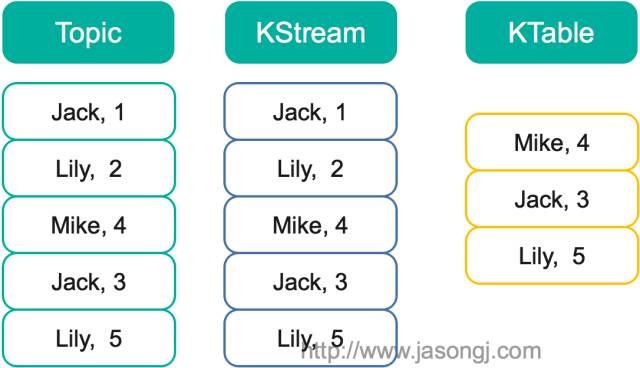 Topic KStream KTable
Jack, 1 Jack, 1
Mike, 4
Lily, 2 Lily, 2
Jack, 3
Mike, 4 Mike, 4
Lily, 5
Jack, 3 Jack, 3
Lily, 5 Lily, 5
http://www.jasongj.com